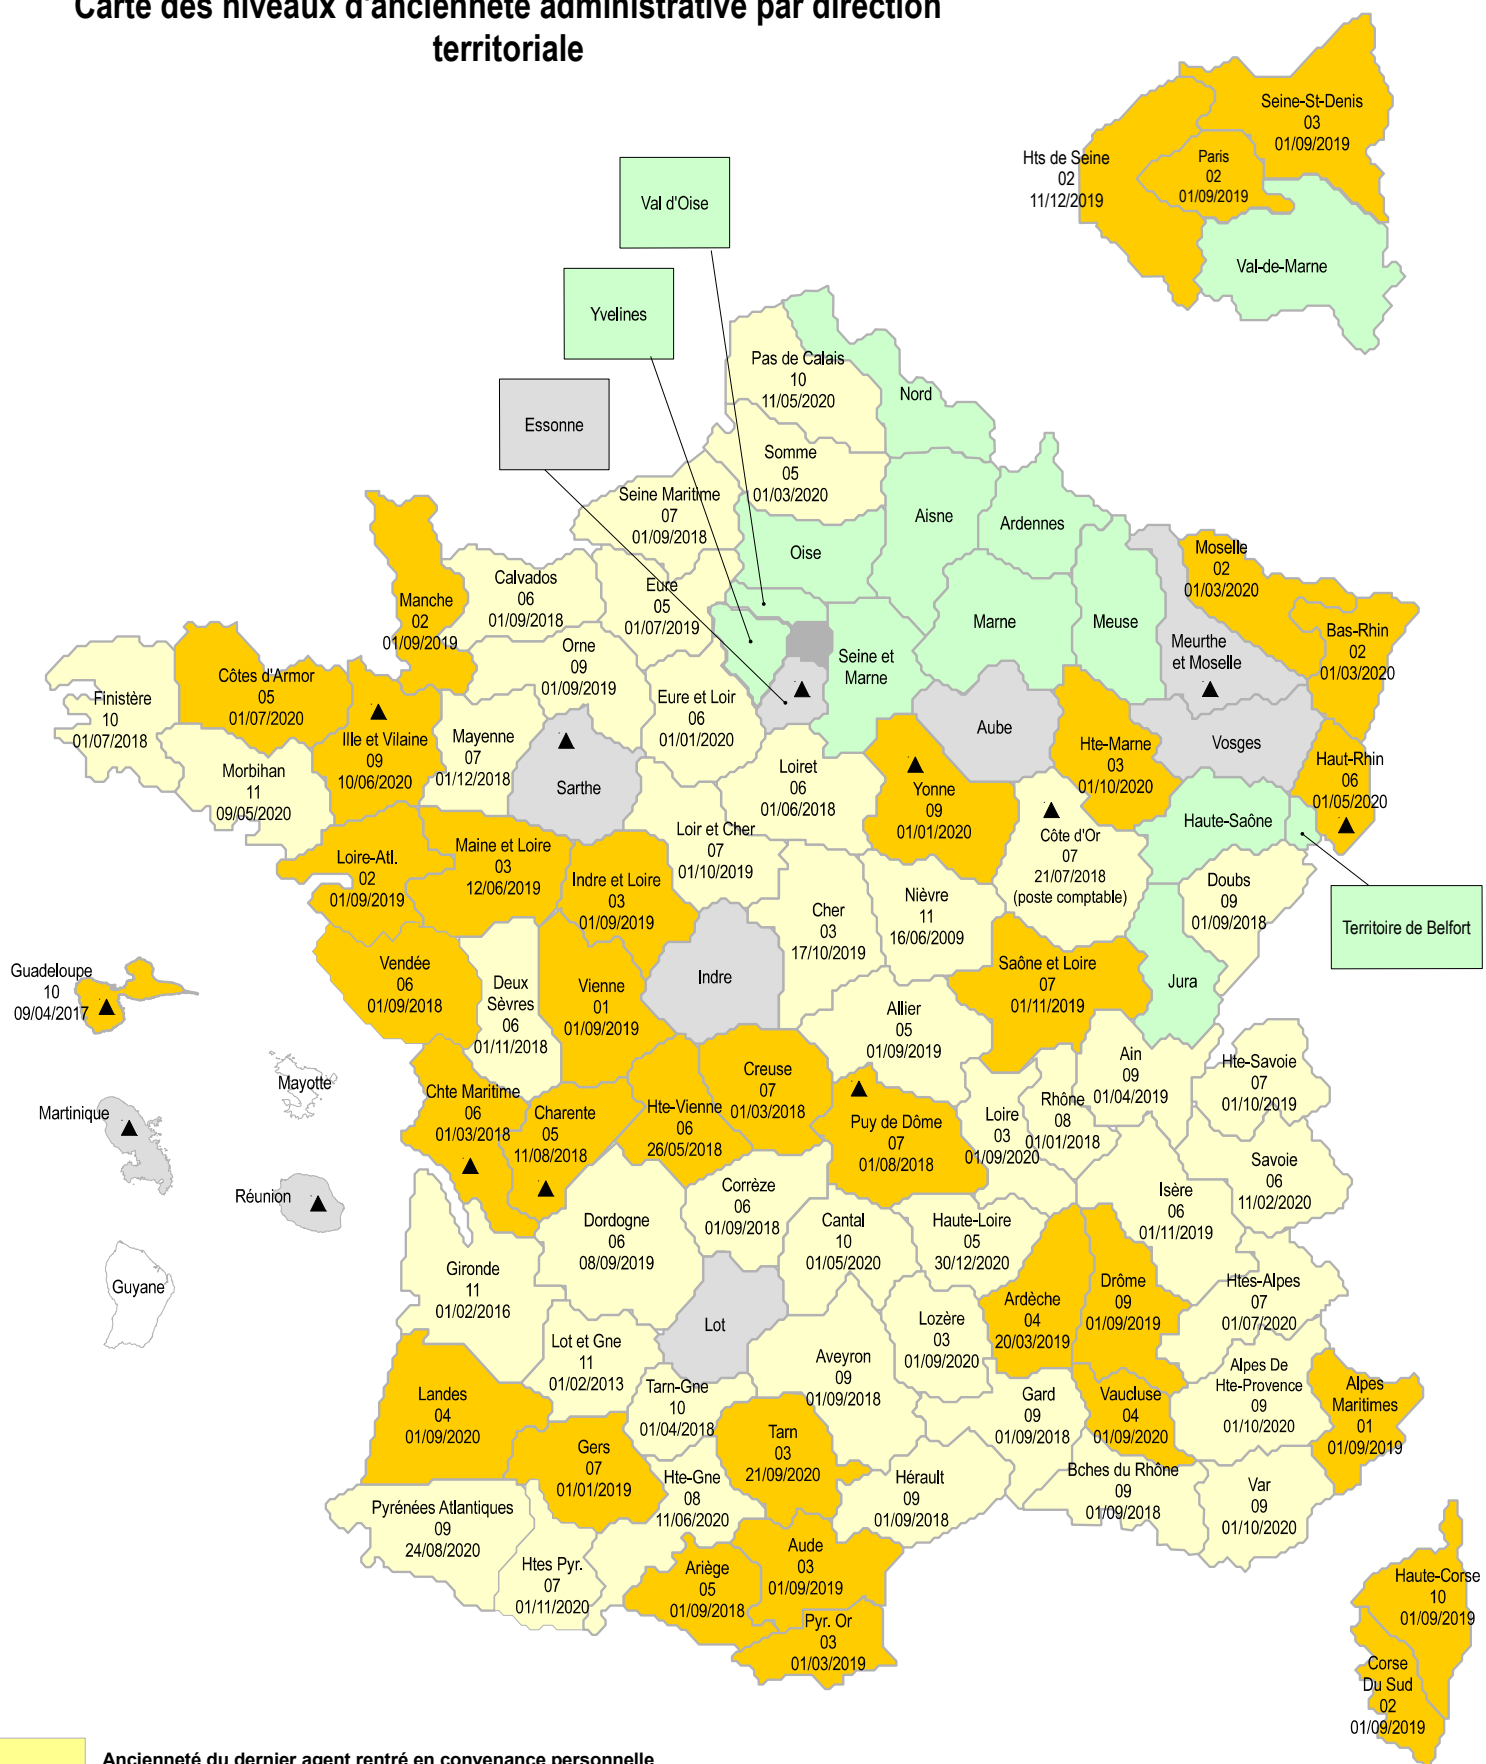 Carte des niveaux d'ancienneté administrative par direction
territoriale
Seine-St-Denis
03
01/09/2019
Hts de Seine
02
11/12/2019
Paris
02
01/09/2019
Val-de-Marne
Val d'Oise
Yvelines
Essonne
Pas de Calais
10
11/05/2020
Nord
Somme
05
01/03/2020
Seine Maritime
07
01/09/2018
Aisne
Ardennes
Oise
Moselle
02
01/03/2020
Calvados
06
01/09/2018
Eure
05
01/07/2019
Manche
02
01/09/2019
Marne
Meuse
Meurthe
et Moselle
Bas-Rhin
02
01/03/2020
Orne
09
01/09/2019
Seine et
Marne
Côtes d'Armor
05
01/07/2020
Finistère
10
01/07/2018
Eure et Loir
06
01/01/2020
Ille et Vilaine
09
10/06/2020
Mayenne
07
01/12/2018
Aube
Hte-Marne
03
01/10/2020
Vosges
Haut-Rhin
06
01/05/2020
Morbihan
11
09/05/2020
Sarthe
Loiret
06
01/06/2018
Yonne
09
01/01/2020
Haute-Saône
Côte d'Or
07
21/07/2018
(poste comptable)
Loir et Cher
07
01/10/2019
Loire-Atl.
02
01/09/2019
Maine et Loire
03
12/06/2019
Indre et Loire
03
01/09/2019
Doubs
09
01/09/2018
Territoire de Belfort
Cher
03
17/10/2019
Nièvre
11
16/06/2009
Vendée
06
01/09/2018
Deux
Sèvres
06
01/11/2018
Vienne
01
01/09/2019
Indre
Saône et Loire
07
01/11/2019
Jura
Guadeloupe
10
09/04/2017
Allier
05
01/09/2019
Ain
09
01/04/2019
Hte-Savoie
07
01/10/2019
Mayotte
Martinique
Chte Maritime
06
01/03/2018
Charente
05
11/08/2018
Hte-Vienne
06
26/05/2018
Creuse
07
01/03/2018
Puy de Dôme
07
01/08/2018
Loire
03
01/09/2020
Rhône
08
01/01/2018
Savoie
06
11/02/2020
Réunion
Corrèze
06
01/09/2018
Isère
06
01/11/2019
Dordogne
06
08/09/2019
Cantal
10
01/05/2020
Haute-Loire
05
30/12/2020
Guyane
Gironde
11
01/02/2016
Lot
Lozère
03
01/09/2020
Ardèche
04
20/03/2019
Drôme
09
01/09/2019
Htes-Alpes
07
01/07/2020
Lot et Gne
11
01/02/2013
Aveyron
09
01/09/2018
Tarn-Gne
10
01/04/2018
Landes
04
01/09/2020
Gard
09
01/09/2018
Vaucluse
04
01/09/2020
Alpes De
Hte-Provence
09
01/10/2020
Alpes
Maritimes
01
01/09/2019
Gers
07
01/01/2019
Tarn
03
21/09/2020
Hte-Gne
08
11/06/2020
Hérault
09
01/09/2018
Bches du Rhône
09
01/09/2018
Var
09
01/10/2020
Pyrénées Atlantiques
09
24/08/2020
Htes Pyr.
07
01/11/2020
Ariège
05
01/09/2018
Aude
03
01/09/2019
Pyr. Or
03
01/03/2019
Haute-Corse
10
01/09/2019
Corse
Du Sud
02
01/09/2019
Ancienneté du dernier agent rentré en convenance personnelle